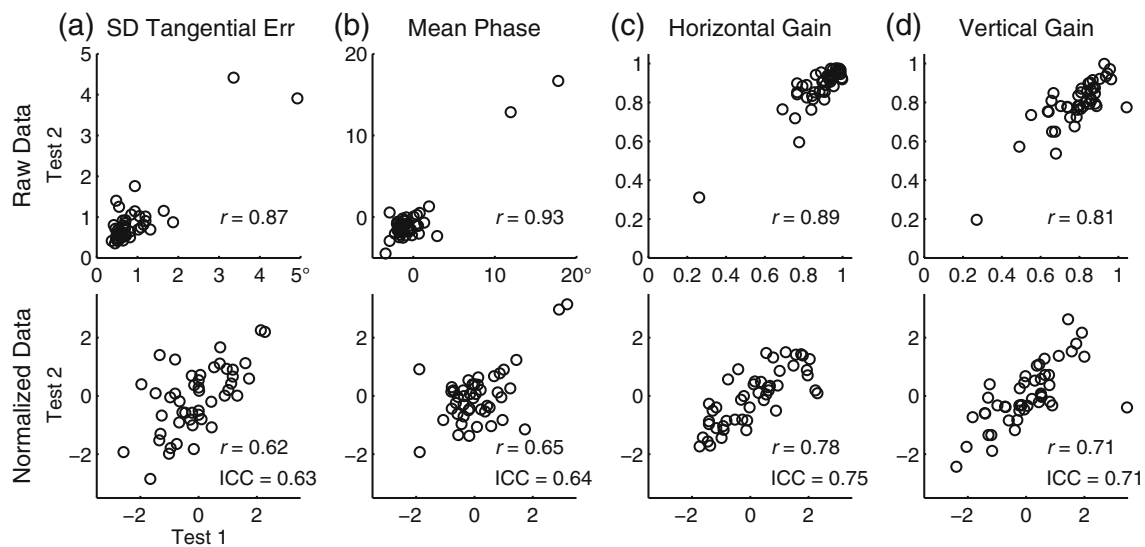 (a) SD Tangential Err
(b) Mean Phase
(c) Horizontal Gain
(d) Vertical Gain
Raw Data
Test 2
5
4
3
2
1
0
r = 0.87
0 1 2 3 4 5°
20
10
0
r = 0.93
0 10 20°
1
0.8
0.6
0.4
0.2
0
r = 0.89
0 0.2 0.4 0.6 0.8 1
1
0.8
0.6
0.4
0.2
0
r = 0.81
0 0.2 0.4 0.6 0.8 1
Normalized Data
Test 2
2
0
−2
r = 0.62
ICC = 0.63
−2 0 2
Test 1
2
0
−2
r = 0.65
ICC = 0.64
−2 0 2
2
0
−2
r = 0.78
ICC = 0.75
−2 0 2
2
0
−2
r = 0.71
ICC = 0.71
−2 0 2